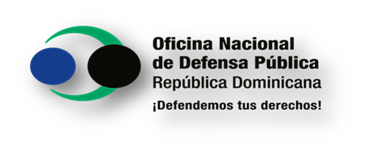 Oficina Nacional
de Defensa Pública
República Dominicana
¡Defendemos tus derechos!